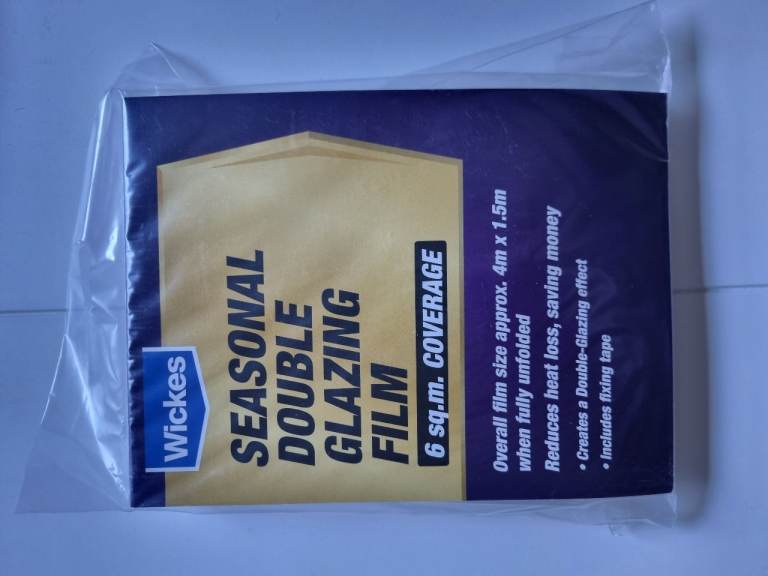 Wickes
SEASONAL
DOUBLE
GLAZING
FILM
6 sq.m. COVERAGE
Overall film size approx. 4m x 1.5m
when fully unfolded
Reduces heat loss, saving money
• Creates a Double-Glazing effect
• Includes fixing tape